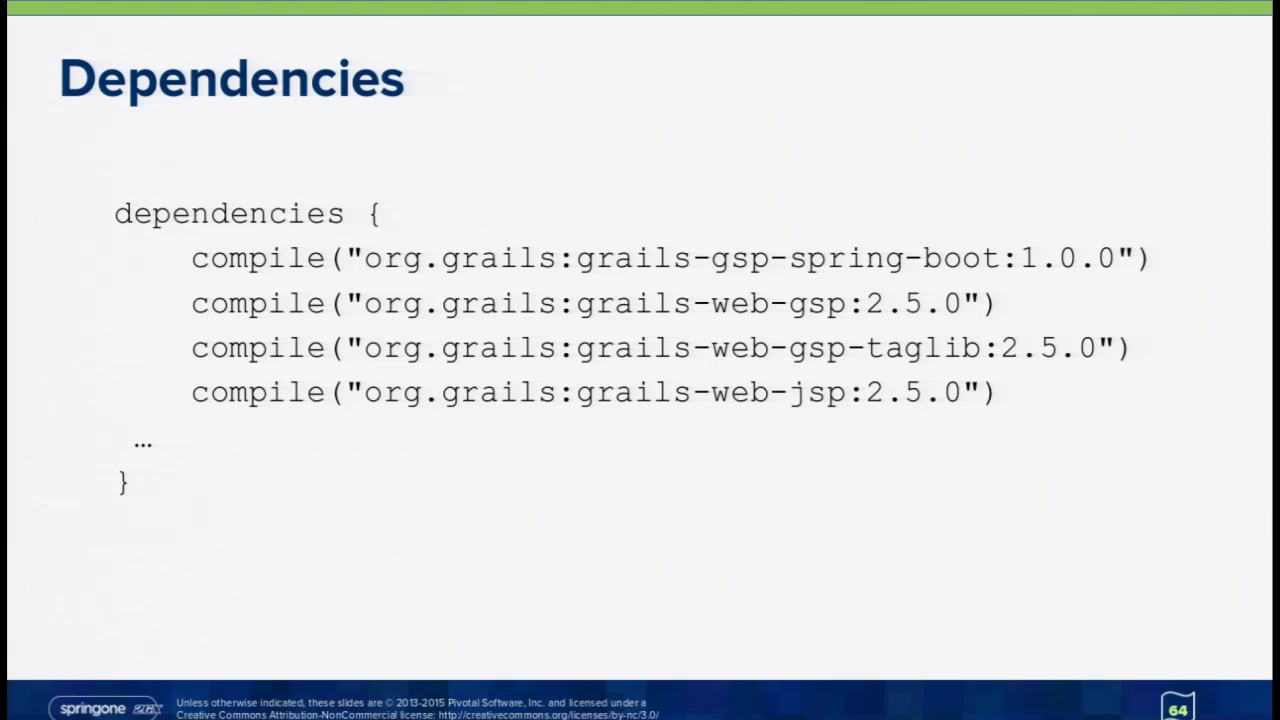 Dependencies
dependencies {
compile("org.grails:grails-gsp-spring-boot:1.0.0")
compile("org.grails:grails-web-gsp:2.5.0")
compile("org.grails:grails-web-gsp-taglib:2.5.0")
compile("org.grails:grails-web-jsp:2.5.0")
…
}
springone 2GX
Unless otherwise indicated, these slides are © 2013-2015 Pivotal Software, Inc. and licensed under a
Creative Commons Attribution-NonCommercial license: http://creativecommons.org/licenses/by-nc/3.0/
64